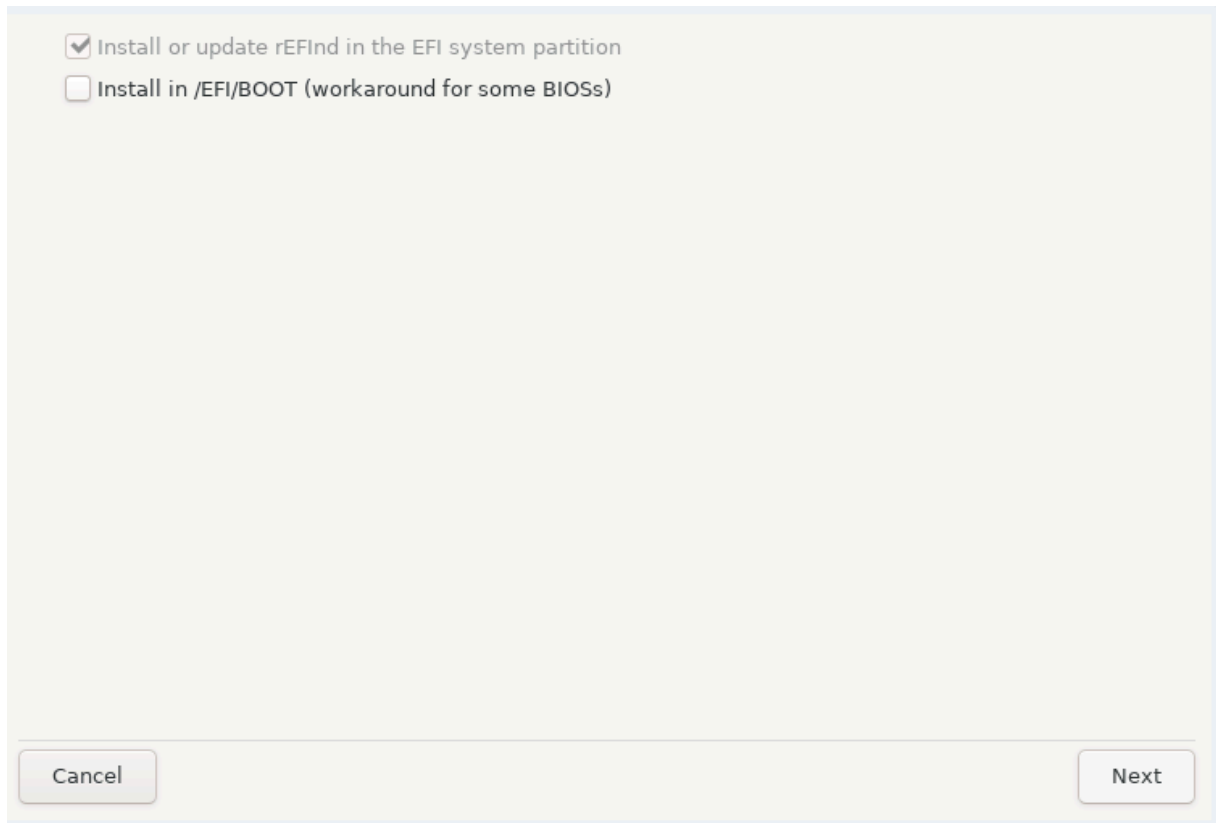 Install or update rEFInd in the EFI system partition
Install in /EFI/BOOT (workaround for some BIOSs)
Cancel
Next